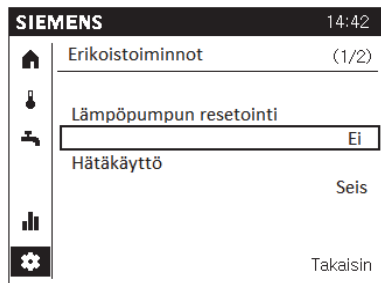 SIEMENS 14:42
Erikoistoiminnot (1/2)
Lämpöpumpun resetointi
Ei
Hätäkäyttö
Seis
Takaisin